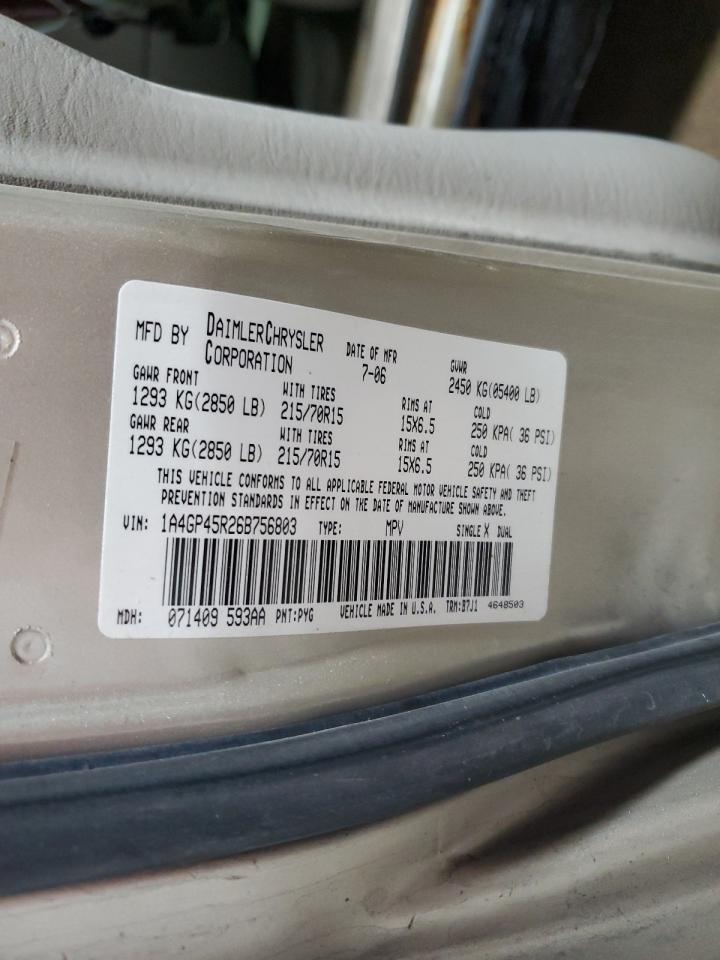 MFD BY DAIMLERCHRYSLER CORPORATION DATE OF MFR 7-06 GVWR 2450 KG(05400 LB)
GAWR FRONT WITH TIRES RIMS AT COLD
1293 KG(2850 LB) 215/70R15 15X6.5 250 KPA( 36 PSI)
GAWR REAR WITH TIRES RIMS AT COLD
1293 KG(2850 LB) 215/70R15 15X6.5 250 KPA( 36 PSI)
THIS VEHICLE CONFORMS TO ALL APPLICABLE FEDERAL MOTOR VEHICLE SAFETY AND THEFT
PREVENTION STANDARDS IN EFFECT ON THE DATE OF MANUFACTURE SHOWN ABOVE.
VIN: 1A4GP45R26B756803 TYPE: MPV SINGLE X DUAL
MDH: 071409 593AA PNT:PYG VEHICLE MADE IN U.S.A. TRM:B7J1 4648503